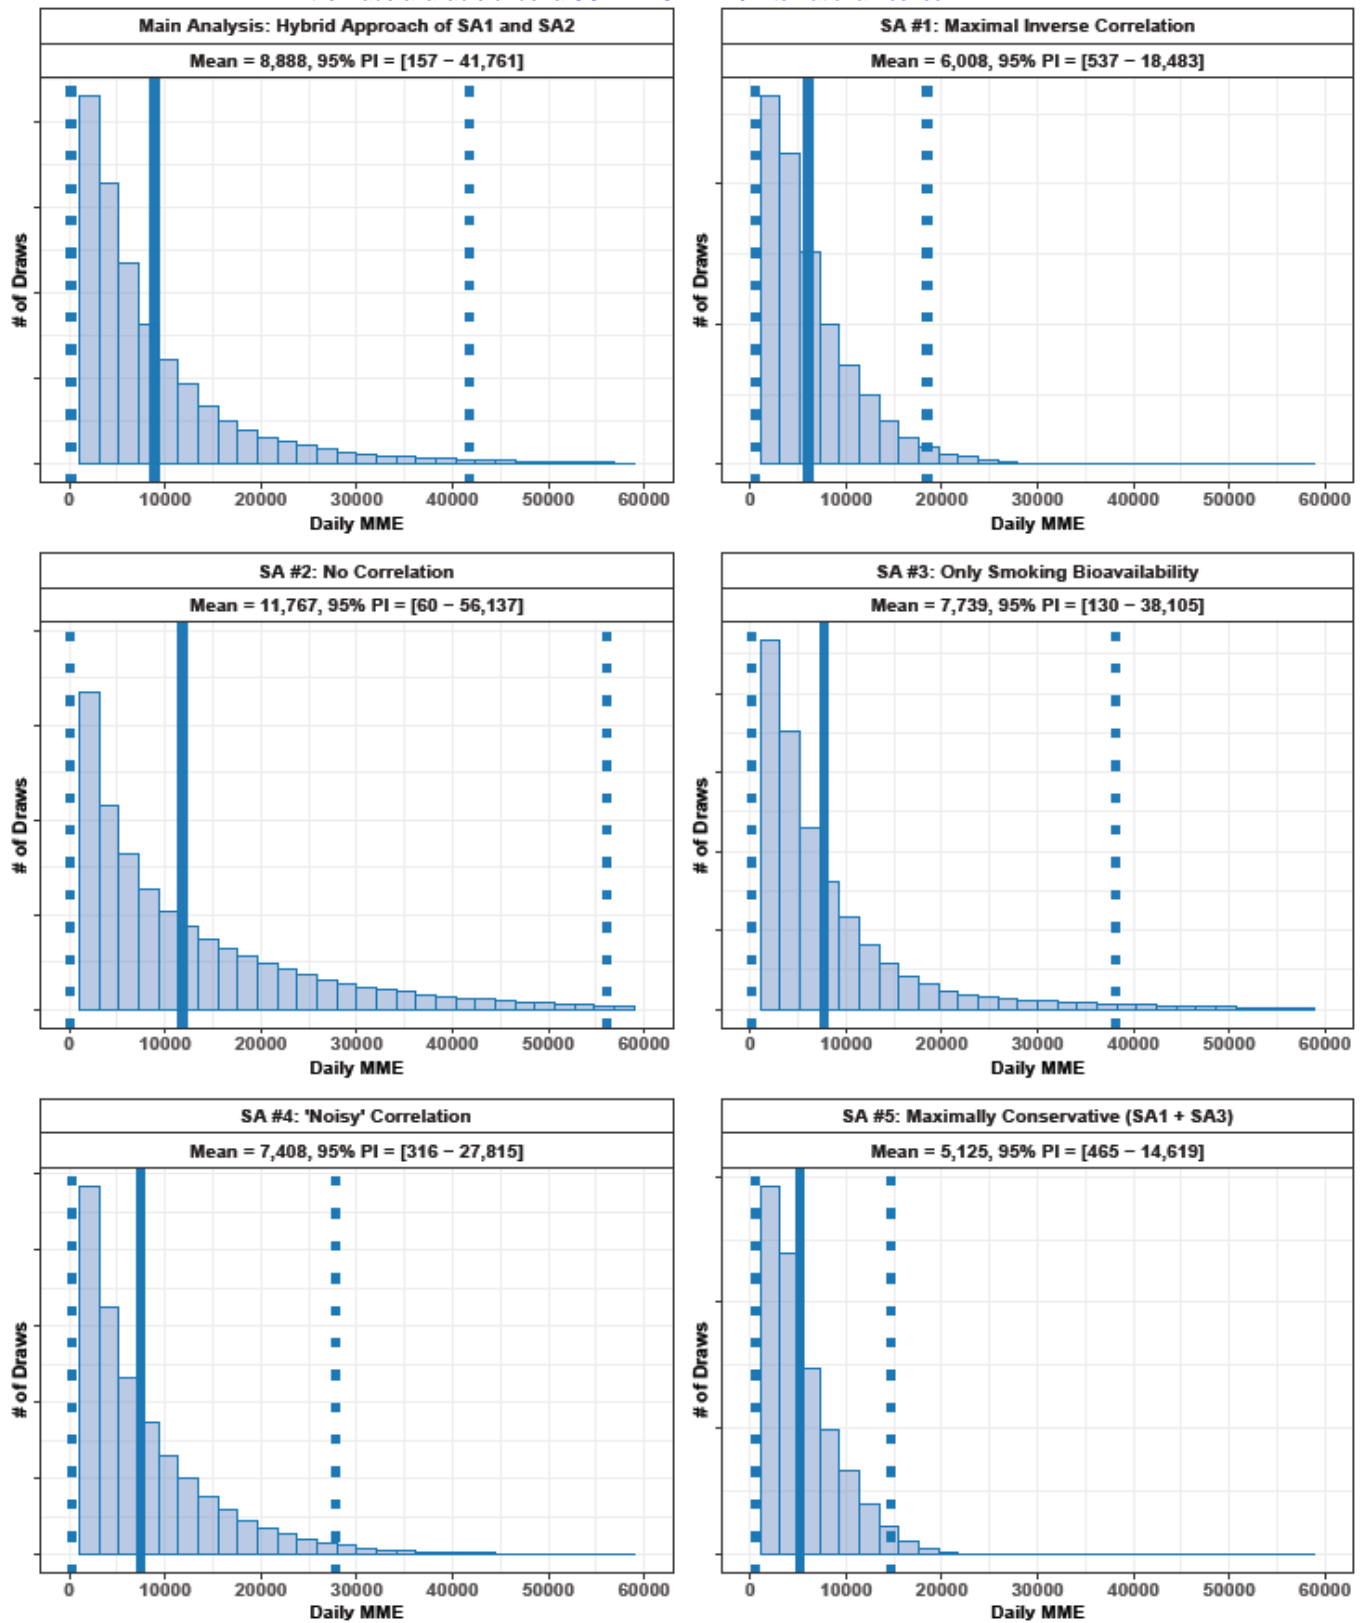 Main Analysis: Hybrid Approach of SA1 and SA2
Mean = 8,888, 95% PI = [157 − 41,761]
# of Draws
0 10000 20000 30000 40000 50000 60000
Daily MME
SA #1: Maximal Inverse Correlation
Mean = 6,008, 95% PI = [537 − 18,483]
# of Draws
0 10000 20000 30000 40000 50000 60000
Daily MME
SA #2: No Correlation
Mean = 11,767, 95% PI = [60 − 56,137]
# of Draws
0 10000 20000 30000 40000 50000 60000
Daily MME
SA #3: Only Smoking Bioavailability
Mean = 7,739, 95% PI = [130 − 38,105]
# of Draws
0 10000 20000 30000 40000 50000 60000
Daily MME
SA #4: 'Noisy' Correlation
Mean = 7,408, 95% PI = [316 − 27,815]
# of Draws
0 10000 20000 30000 40000 50000 60000
Daily MME
SA #5: Maximally Conservative (SA1 + SA3)
Mean = 5,125, 95% PI = [465 − 14,619]
# of Draws
0 10000 20000 30000 40000 50000 60000
Daily MME